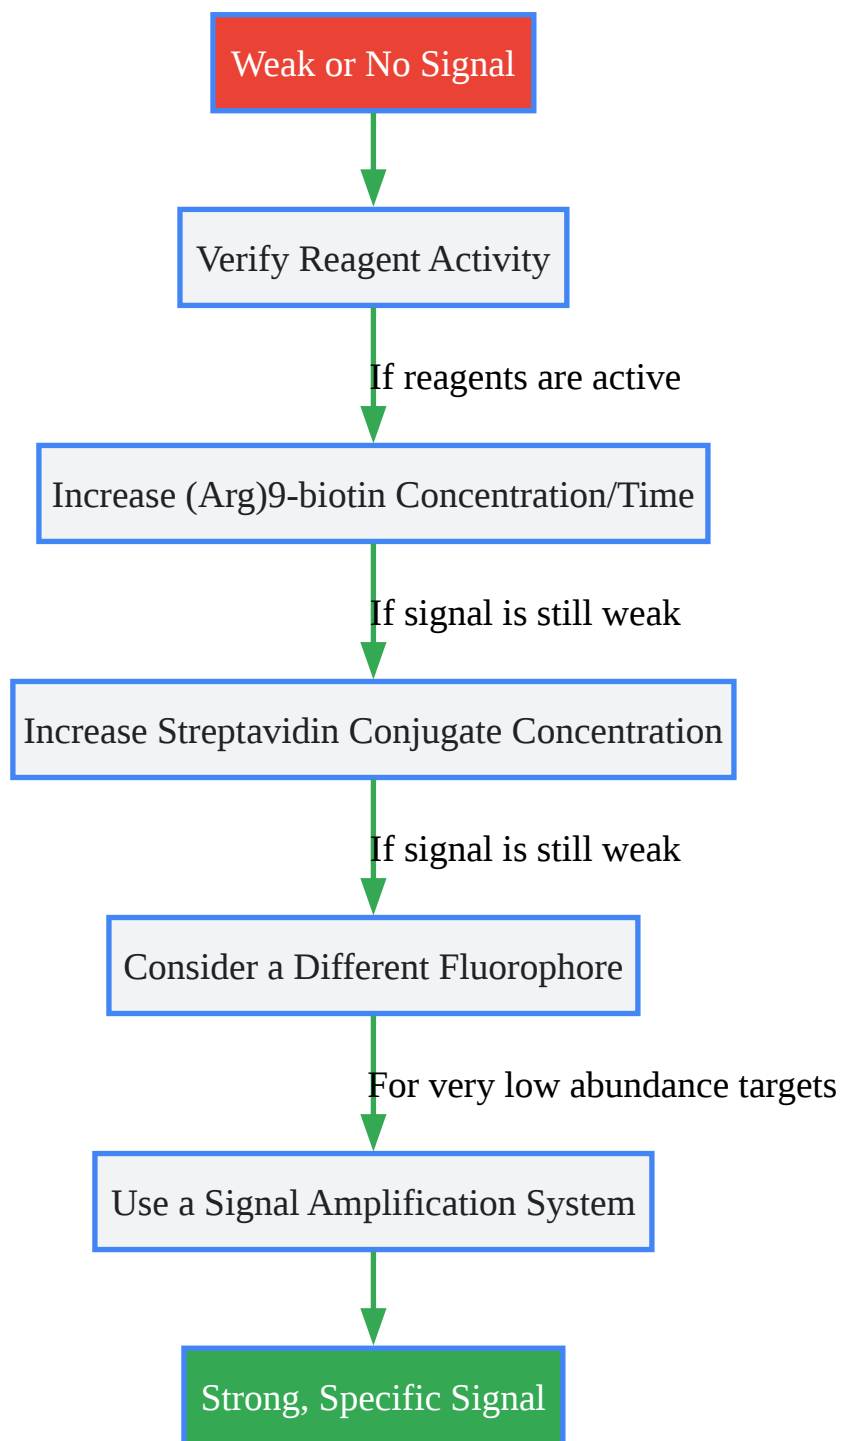 Weak or No Signal
Verify Reagent Activity
If reagents are active
Increase (Arg)9-biotin Concentration/Time
If signal is still weak
Increase Streptavidin Conjugate Concentration
If signal is still weak
Consider a Different Fluorophore
For very low abundance targets
Use a Signal Amplification System
Strong, Specific Signal